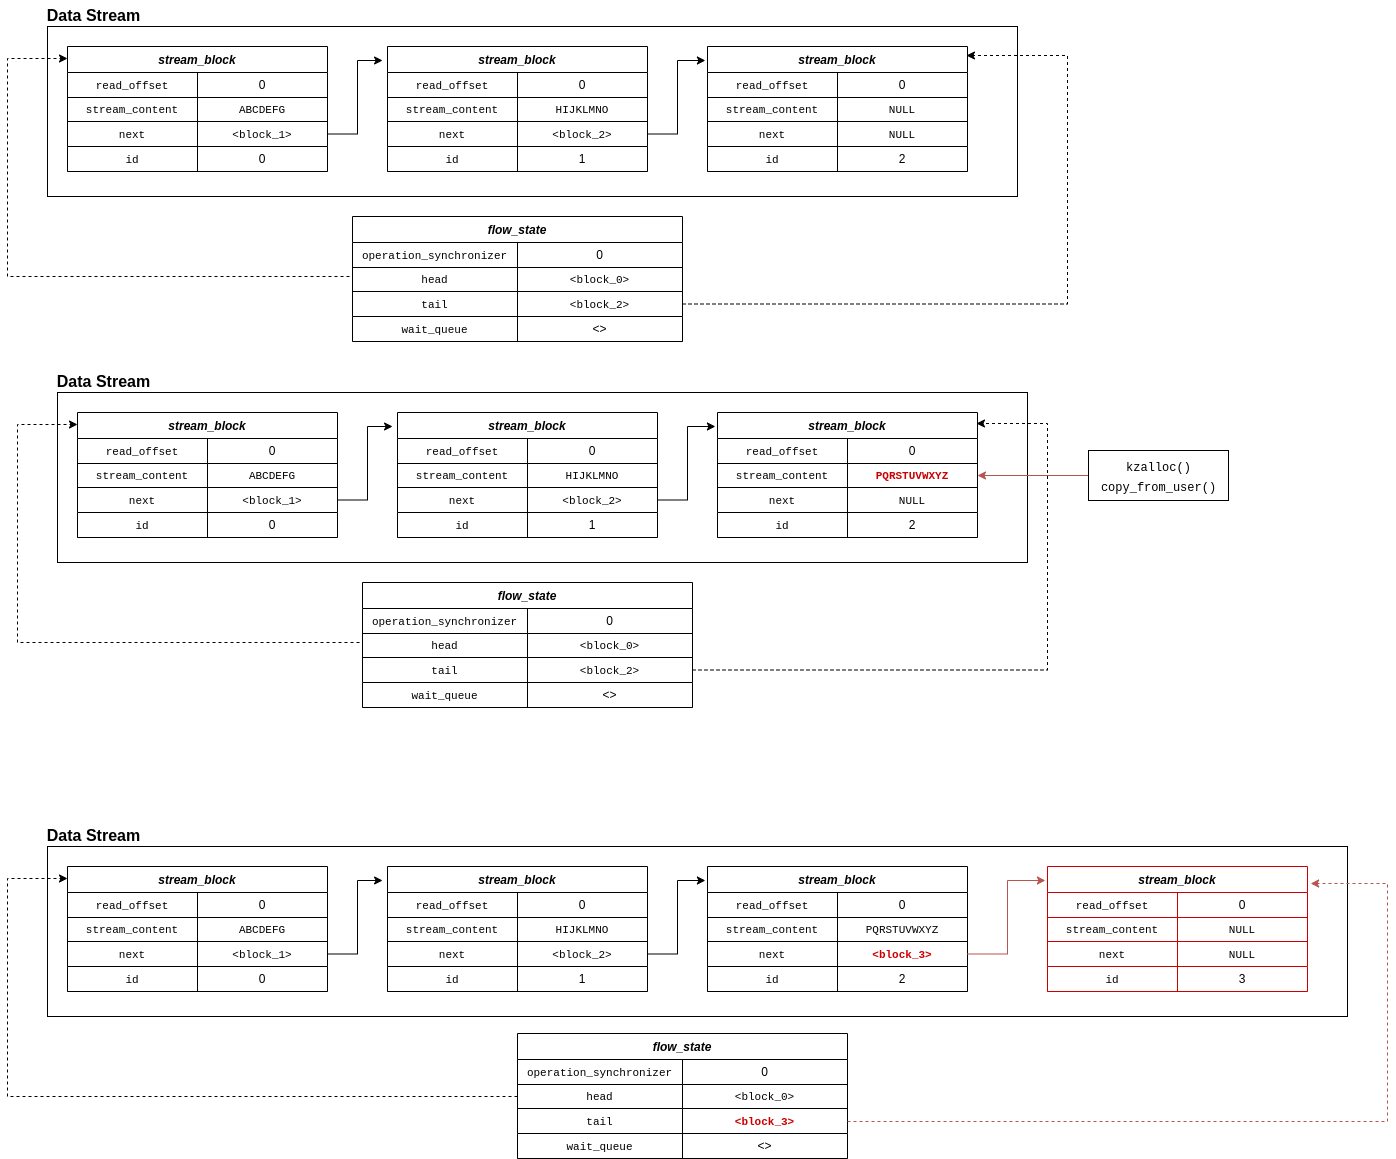 Data Stream
stream_block stream_block stream_block
read_offset 0 read_offset 0 read_offset 0
stream_content ABCDEFG stream_content HIJKLMNO stream_content NULL
next <block_1> next <block_2> next NULL
id 0 id 1 id 2
flow_state
operation_synchronizer 0
head <block_0>
tail <block_2>
wait_queue <>
Data Stream
stream_block stream_block stream_block
read_offset 0 read_offset 0 read_offset 0
stream_content ABCDEFG stream_content HIJKLMNO stream_content PQRSTUVWXYZ
next <block_1> next <block_2> next NULL
id 0 id 1 id 2
kzalloc()
copy_from_user()
flow_state
operation_synchronizer 0
head <block_0>
tail <block_2>
wait_queue <>
Data Stream
stream_block stream_block stream_block stream_block
read_offset 0 read_offset 0 read_offset 0 read_offset 0
stream_content ABCDEFG stream_content HIJKLMNO stream_content PQRSTUVWXYZ stream_content NULL
next <block_1> next <block_2> next <block_3> next NULL
id 0 id 1 id 2 id 3
flow_state
operation_synchronizer 0
head <block_0>
tail <block_3>
wait_queue <>